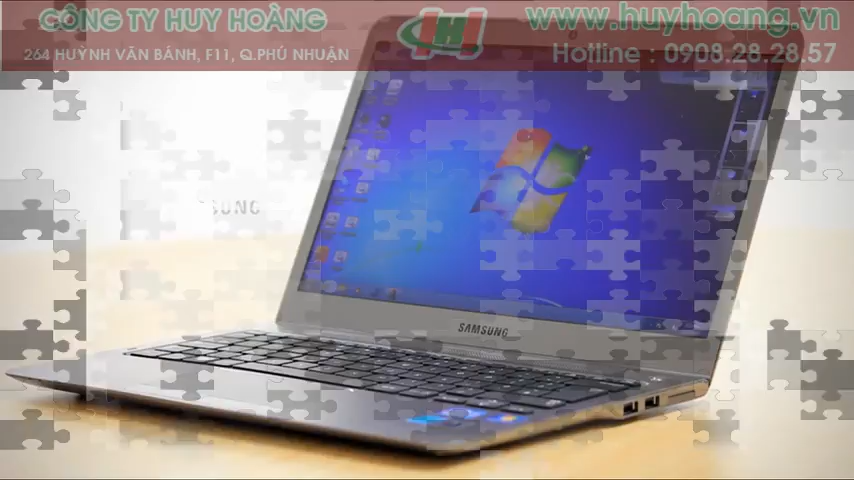 CÔNG TY HUY HOÀNG
264 HUỲNH VĂN BÁNH, F11, Q.PHÚ NHUẬN
www.huyhoang.vn
Hotline : 0908.28.28.57
SUNG
SAMSUNG